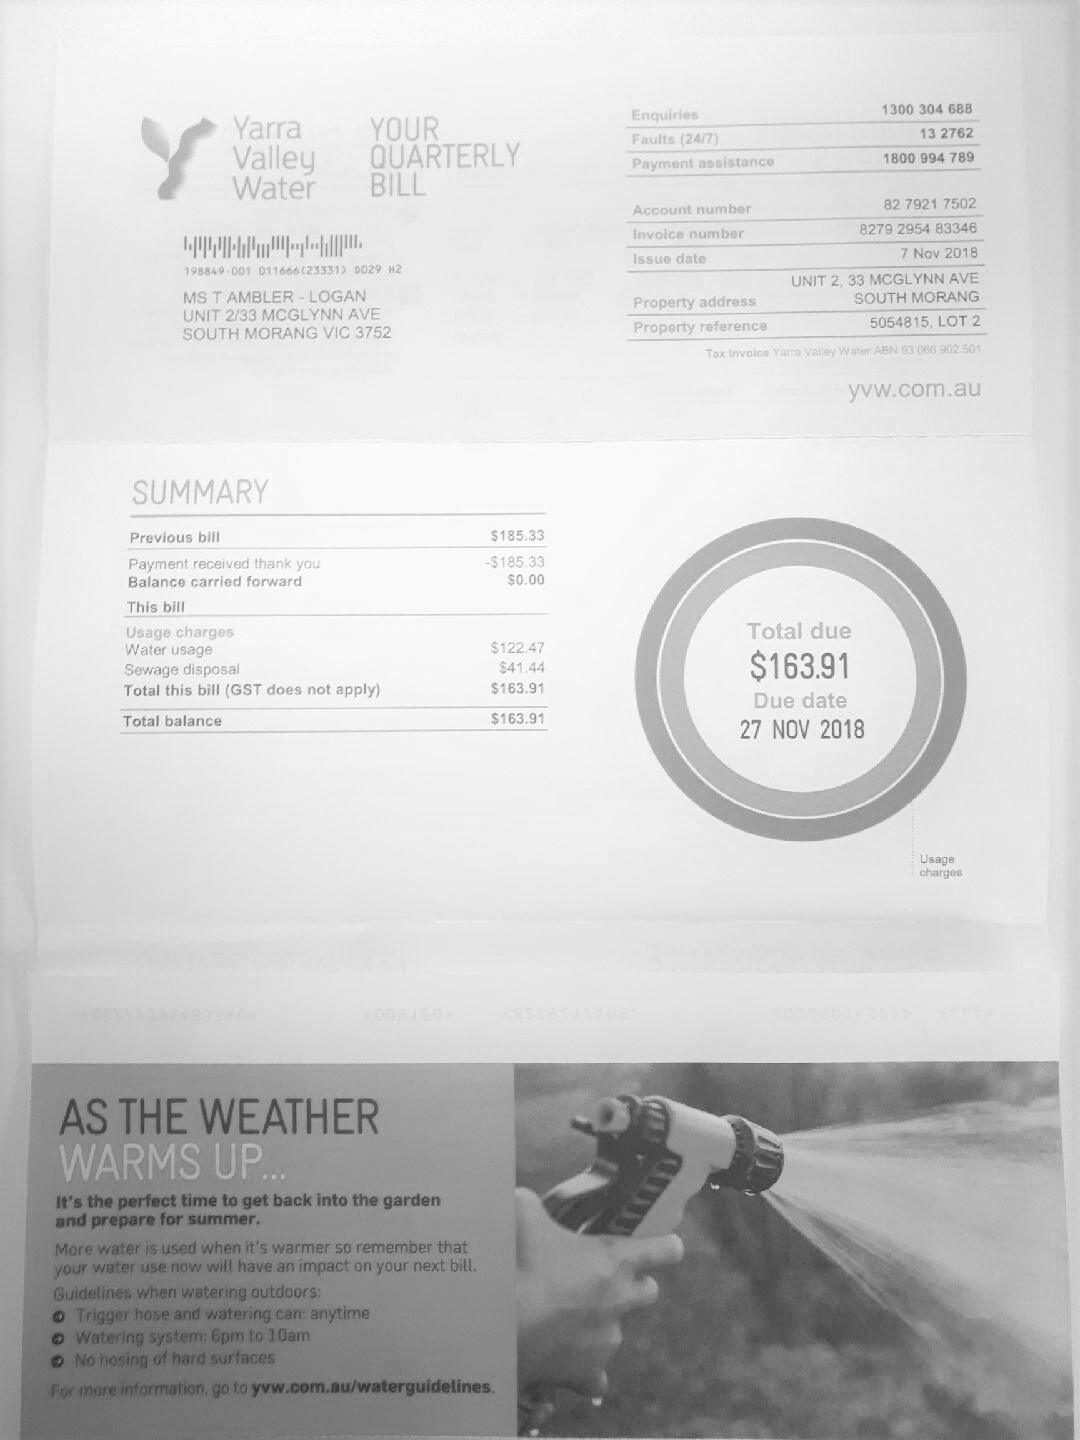 Yarra
Valley
Water
YOUR
QUARTERLY
BILL
Enquiries 1300 304 688
Faults (24/7) 13 2762
Payment assistance 1800 994 789
Account number 82 7921 7502
Invoice number 8279 2954 83346
Issue date 7 Nov 2018
UNIT 2, 33 MCGLYNN AVE
Property address SOUTH MORANG
Property reference 5054815, LOT 2
Tax Invoice Yarra Valley Water ABN 93 066 902 501
yvw.com.au
198849-001 011666(23331) D029 H2
MS T AMBLER - LOGAN
UNIT 2/33 MCGLYNN AVE
SOUTH MORANG VIC 3752
SUMMARY
Previous bill $185.33
Payment received thank you -$185.33
Balance carried forward $0.00
This bill
Usage charges
Water usage $122.47
Sewage disposal $41.44
Total this bill (GST does not apply) $163.91
Total balance $163.91
Total due
$163.91
Due date
27 NOV 2018
Usage
charges
AS THE WEATHER
WARMS UP...
It's the perfect time to get back into the garden
and prepare for summer.
More water is used when it's warmer so remember that
your water use now will have an impact on your next bill.
Guidelines when watering outdoors:
Trigger hose and watering can: anytime
Watering system: 6pm to 10am
No hosing of hard surfaces
For more information, go to yvw.com.au/waterguidelines.